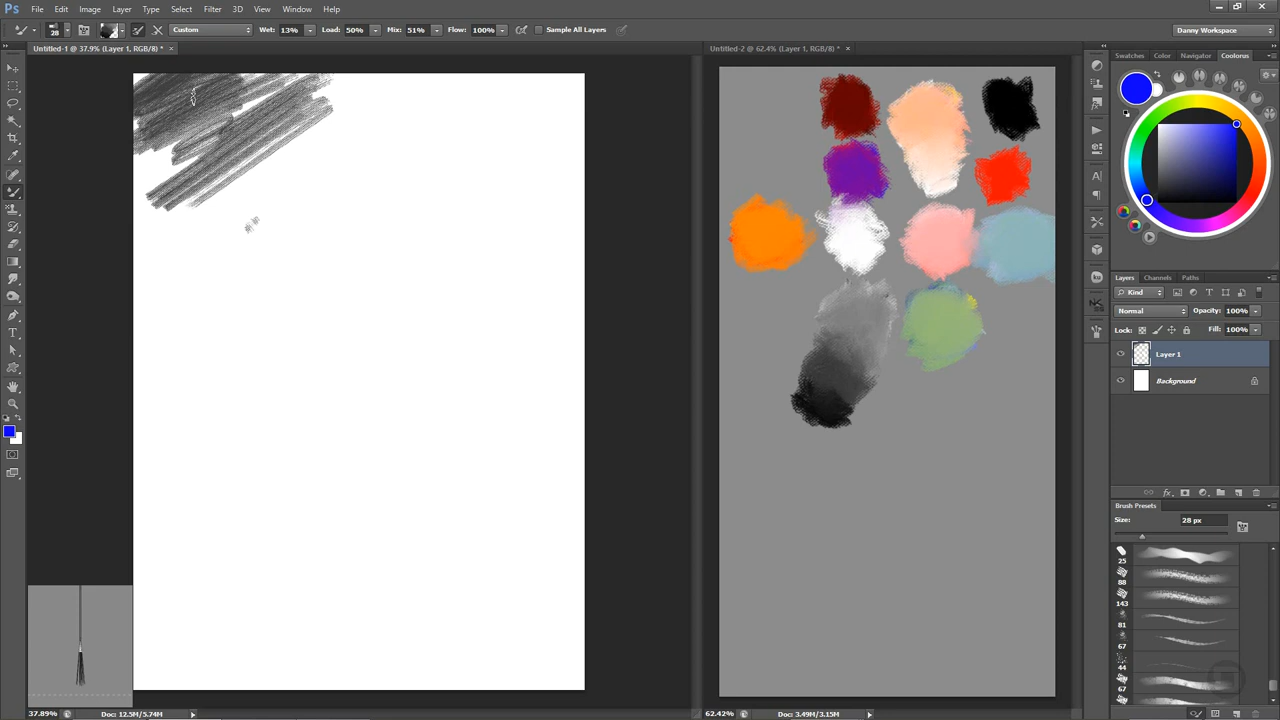 Ps File Edit Image Layer Type Select Filter 3D View Window Help
28 Custom Wet: 13% Load: 50% Mix: 51% Flow: 100% Sample All Layers Danny Workspace
Untitled-1 @ 37.9% (Layer 1, RGB/8) * × Untitled-2 @ 62.4% (Layer 1, RGB/8) * ×
Swatches Color Navigator Coolorus
Layers Channels Paths
Kind
Normal Opacity: 100%
Lock: Fill: 100%
Layer 1
Background
fx
Brush Presets
Size: 28 px
25
88
143
81
67
44
67
A
ku
T
37.89% Doc: 12.5M/5.74M 62.42% Doc: 3.49M/3.15M